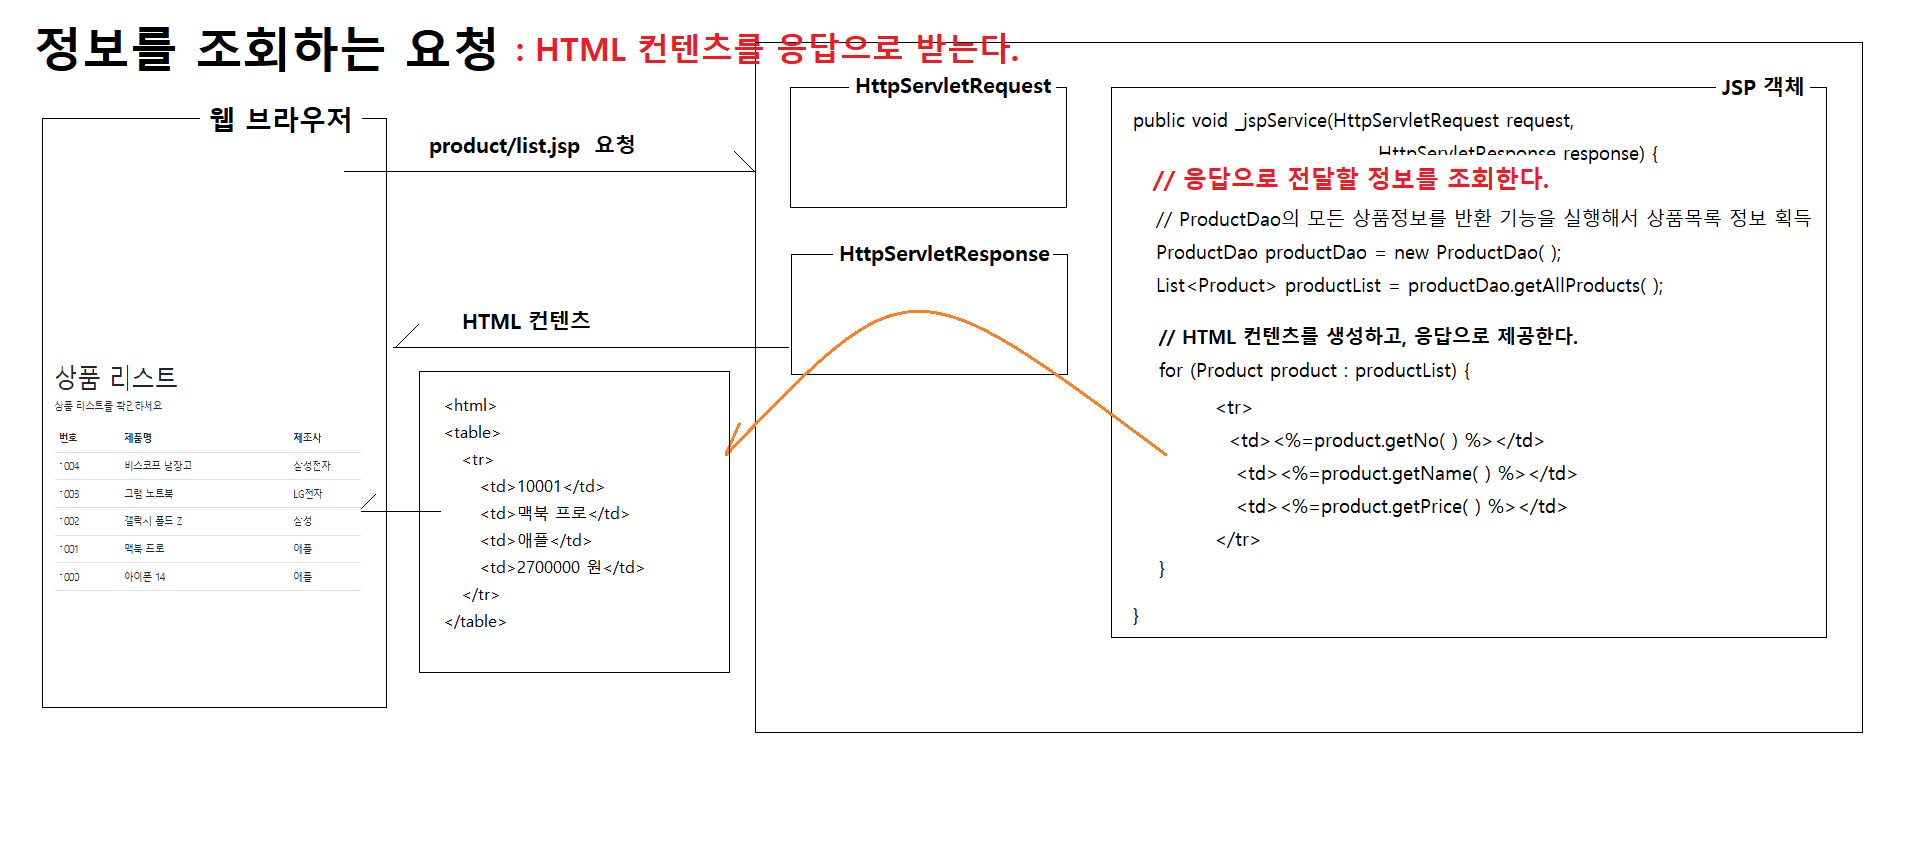 정보를 조회하는 요청 : HTML 컨텐츠를 응답으로 받는다.
웹 브라우저
product/list.jsp 요청
HTML 컨텐츠
상품 리스트
상품 리스트를 확인하세요
번호 제품명 제조사
1004 비스코프 냉장고 삼성전자
1003 그램 노트북 LG전자
1002 갤럭시 폴드 Z 삼성
1001 맥북 프로 애플
1000 아이폰 14 애플
<html>
<table>
<tr>
<td>10001</td>
<td>맥북 프로</td>
<td>애플</td>
<td>2700000 원</td>
</tr>
</table>
HttpServletRequest
HttpServletResponse
JSP 객체
public void _jspService(HttpServletRequest request,
HttpServletResponse response) {
// 응답으로 전달할 정보를 조회한다.
// ProductDao의 모든 상품정보를 반환 기능을 실행해서 상품목록 정보 획득
ProductDao productDao = new ProductDao( );
List<Product> productList = productDao.getAllProducts( );
// HTML 컨텐츠를 생성하고, 응답으로 제공한다.
for (Product product : productList) {
<tr>
<td><%=product.getNo( ) %></td>
<td><%=product.getName( ) %></td>
<td><%=product.getPrice( ) %></td>
</tr>
}
}